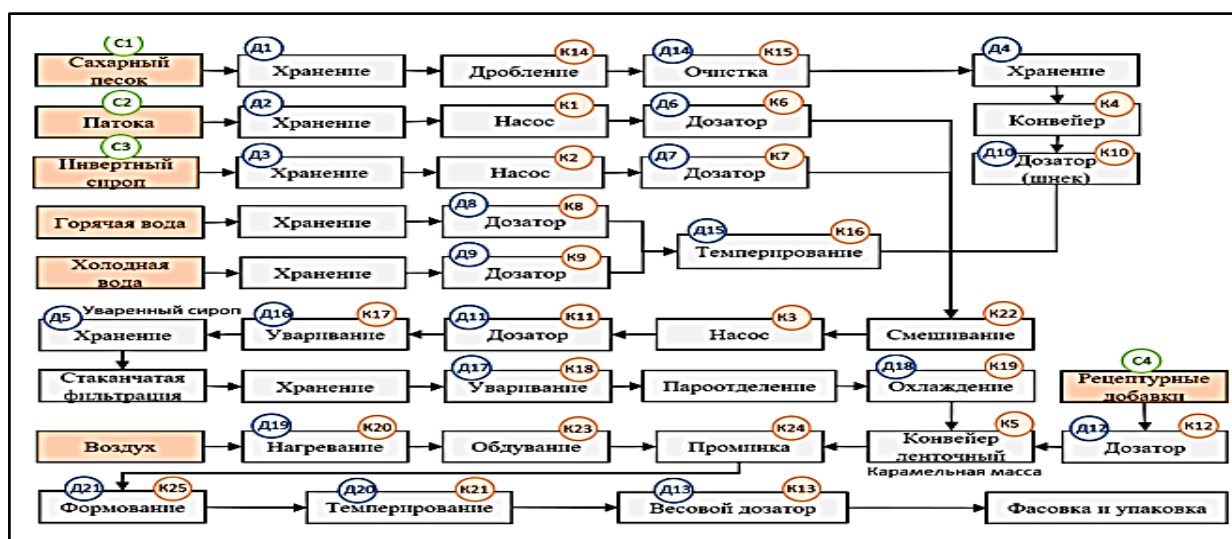 С1 Д1 К14 Д14 К15 Д4
Сахарный песок Хранение Дробление Очистка Хранение
С2 Д2 К1 Д6 К6 К4
Патока Хранение Насос Дозатор Конвейер
С3 Д3 К2 Д7 К7 Д10 К10
Инвертный сироп Хранение Насос Дозатор Дозатор (шнек)
Д8 К8
Горячая вода Хранение Дозатор
Д15 К16
Темперирование
Д9 К9
Холодная вода Хранение Дозатор
Д5 Уваренный сироп Д16 К17 Д11 К11 К3 К22
Хранение Уваривание Дозатор Насос Смешивание
Д17 К18 Д18 К19 С4
Стаканчатая фильтрация Хранение Уваривание Пароотделение Охлаждение Рецептурные добавки
Д19 К20 К23 К24 К5 Д12 К12
Воздух Нагревание Обдувание Проминка Конвейер ленточный Дозатор
Карамельная масса
Д21 К25 Д20 К21 Д13 К13
Формование Темперирование Весовой дозатор Фасовка и упаковка